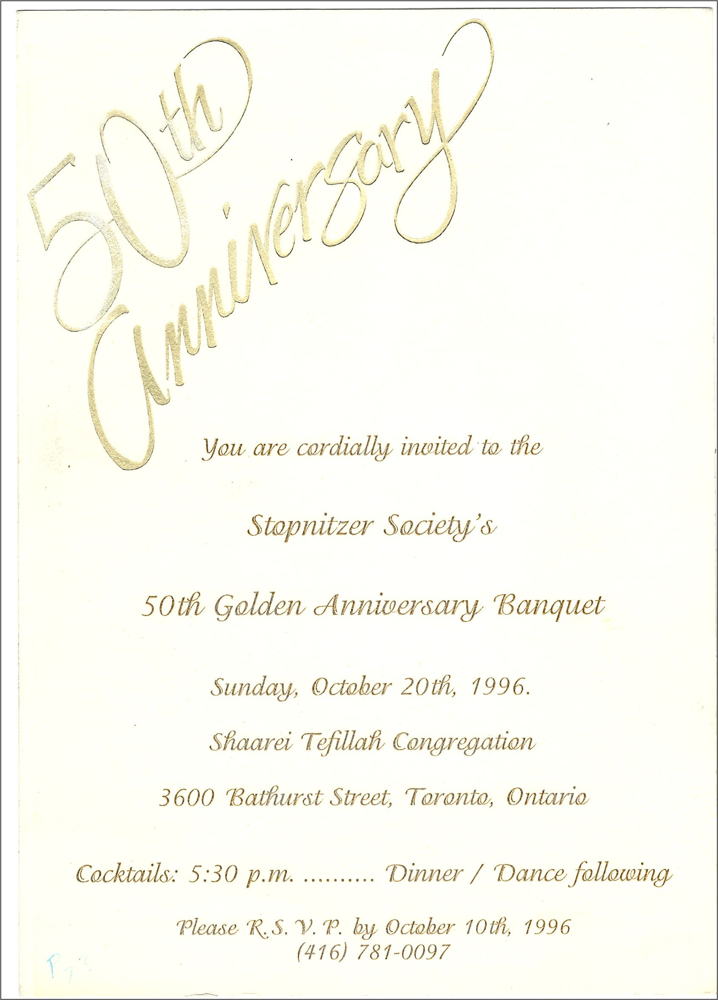 50th
Anniversary
You are cordially invited to the
Stopnitzer Society's
50th Golden Anniversary Banquet
Sunday, October 20th, 1996.
Shaarei Tefillah Congregation
3600 Bathurst Street, Toronto, Ontario
Cocktails: 5:30 p.m. .......... Dinner / Dance following
Please R.S.V.P. by October 10th, 1996
(416) 781-0097